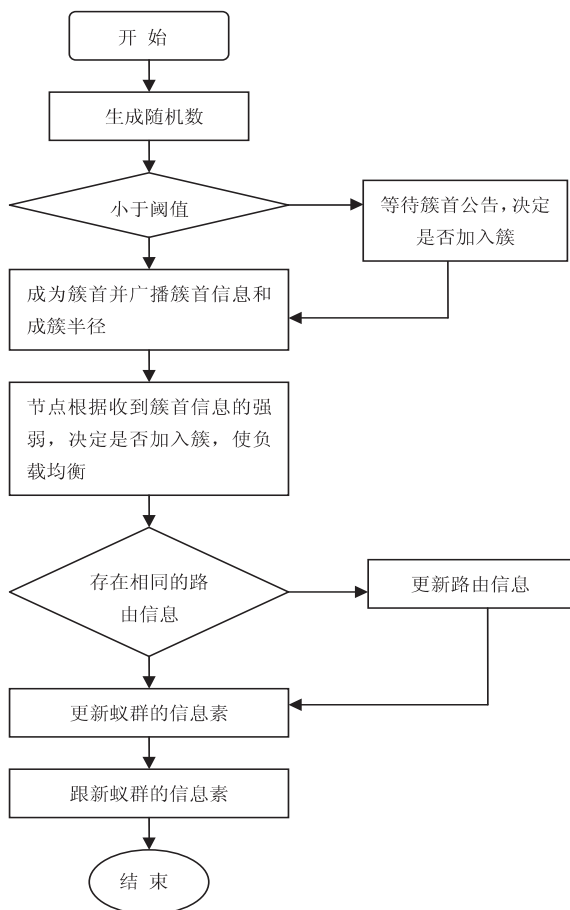 开 始
生成随机数
小于阈值
等待簇首公告，决定
是否加入簇
成为簇首并广播簇首信息和
成簇半径
节点根据收到簇首信息的强
弱，决定是否加入簇，使负
载均衡
存在相同的路
由信息
更新路由信息
更新蚁群的信息素
跟新蚁群的信息素
结 束